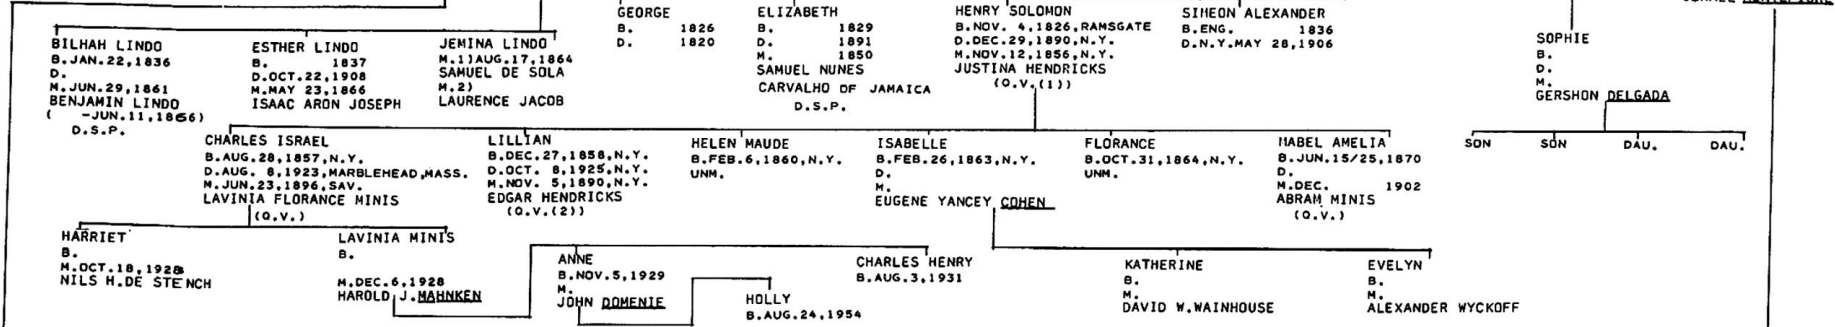 GEORGE
B. 1826
D. 1820
ELIZABETH
B. 1829
D. 1891
M. 1850
SAMUEL NUNES
CARVALHO OF JAMAICA
D.S.P.
HENRY SOLOMON
B.NOV. 4,1826,RAMSGATE
D.DEC.29,1890,N.Y.
M.NOV.12,1856,N.Y.
JUSTINA HENDRICKS
(Q.V.(1))
SIMEON ALEXANDER
B.ENG. 1836
D.N.Y.MAY 28,1906
BILHAH LINDO
B.JAN.22,1836
D.
M.JUN.29,1861
BENJAMIN LINDO
( -JUN.11,1866)
D.S.P.
ESTHER LINDO
B. 1837
D.OCT.22,1908
M.MAY 23,1866
ISAAC ARON JOSEPH
JEMINA LINDO
M.1)AUG.17,1864
SAMUEL DE SOLA
M.2)
LAURENCE JACOB
SOPHIE
B.
D.
M.
GERSHON DELGADA
SON SON DAU. DAU.
CHARLES ISRAEL
B.AUG.28,1857,N.Y.
D.AUG. 8,1923,MARBLEHEAD,MASS.
M.JUN.23,1896,SAV.
LAVINIA FLORANCE MINIS
(Q.V.)
LILLIAN
B.DEC.27,1858,N.Y.
D.OCT. 8,1925,N.Y.
M.NOV. 5,1890,N.Y.
EDGAR HENDRICKS
(Q.V.(2))
HELEN MAUDE
B.FEB.6,1860,N.Y.
UNM.
ISABELLE
B.FEB.26,1863,N.Y.
D.
M.
EUGENE YANCEY COHEN
FLORANCE
B.OCT.31,1864,N.Y.
UNM.
MABEL AMELIA
B.JUN.15/25,1870
D.
M.DEC. 1902
ABRAM MINIS
(Q.V.)
HARRIET
B.
M.OCT.18,1928
NILS H.DE STENCH
LAVINIA MINIS
B.
M.DEC.6,1928
HAROLD J.MAHNKEN
ANNE
B.NOV.5,1929
M.
JOHN DOMENIE
HOLLY
B.AUG.24,1954
CHARLES HENRY
B.AUG.3,1931
KATHERINE
B.
M.
DAVID W.WAINHOUSE
EVELYN
B.
M.
ALEXANDER WYCKOFF